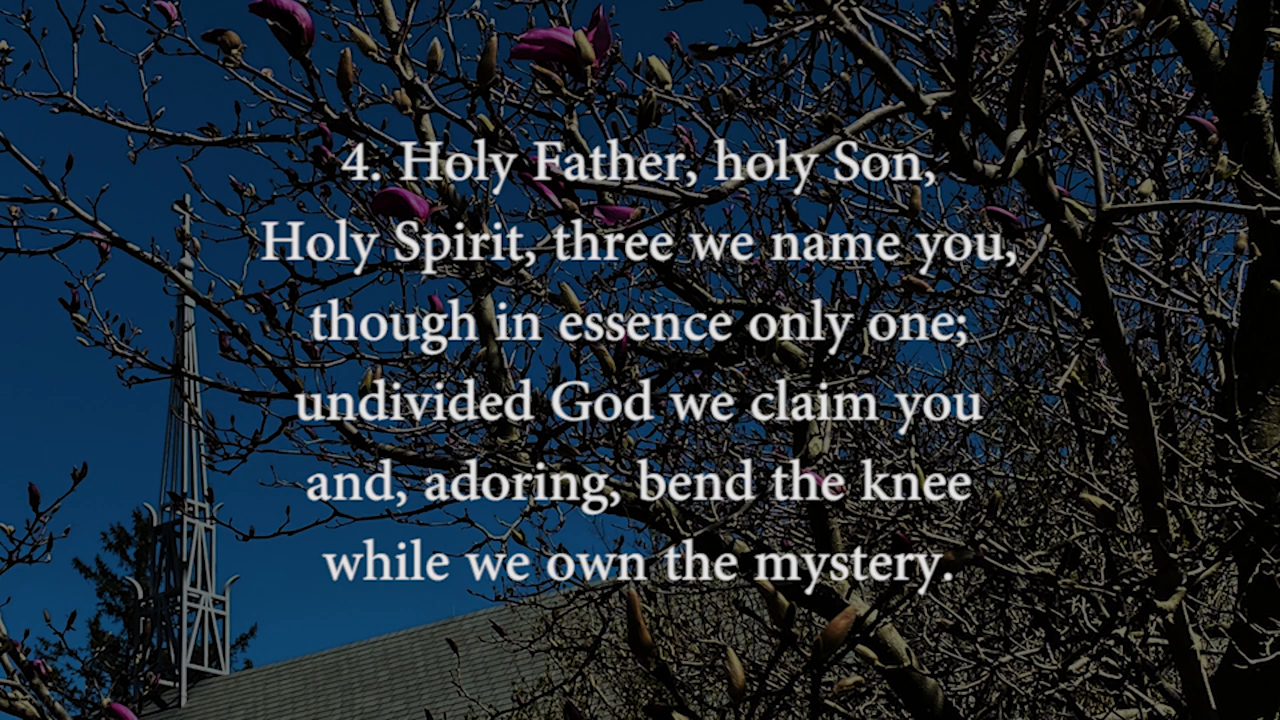 4. Holy Father, holy Son,
Holy Spirit, three we name you,
though in essence only one;
undivided God we claim you
and, adoring, bend the knee
while we own the mystery.